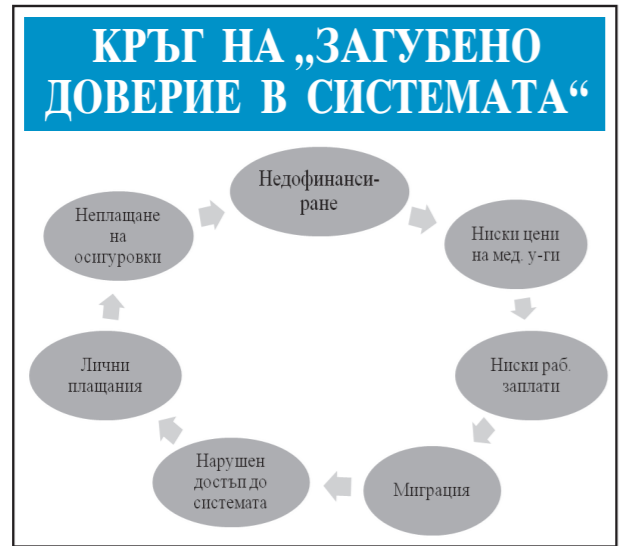 КРЪГ НА „ЗАГУБЕНО
ДОВЕРИЕ В СИСТЕМАТА“
Недофинанси-
ране
Ниски цени
на мед. у-ги
Ниски раб.
заплати
Миграция
Нарушен
достъп до
системата
Лични
плащания
Неплащане
на
осигуровки